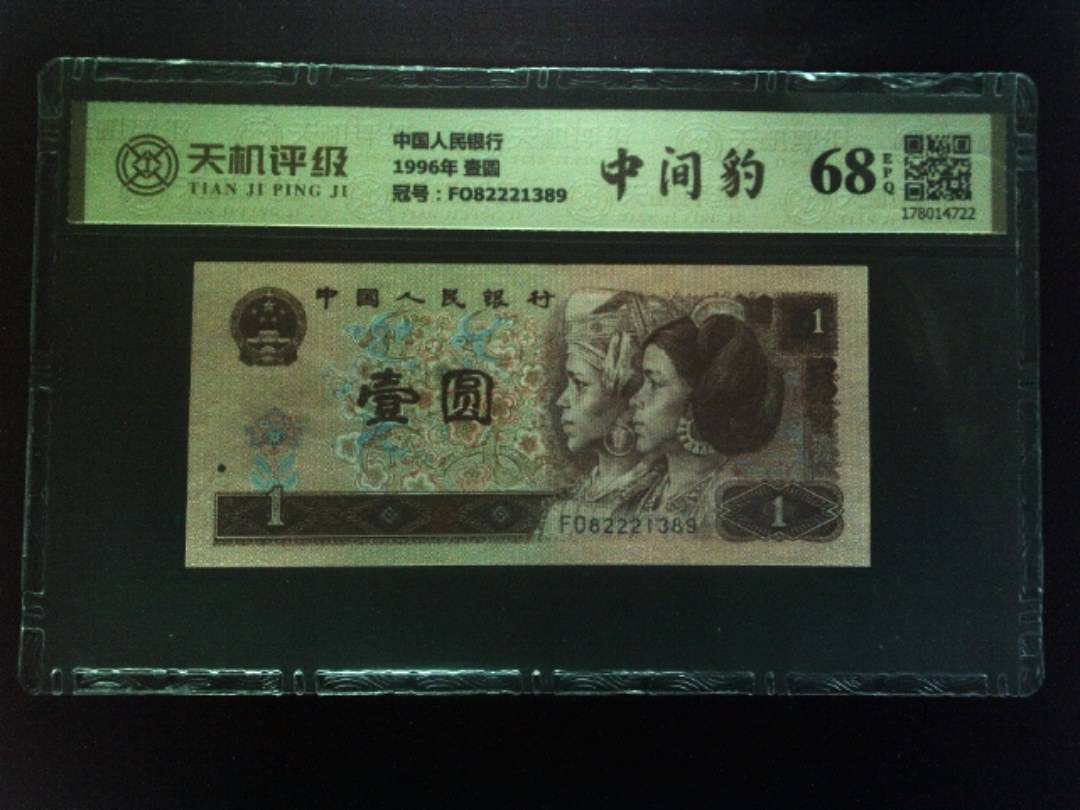 天机评级
TIAN JI PING JI
中国人民银行
1996年 壹圆
冠号：FO82221389
中间豹
68
EPQ
178014722
中國人民銀行
1
壹圆
1
FO82221389
1